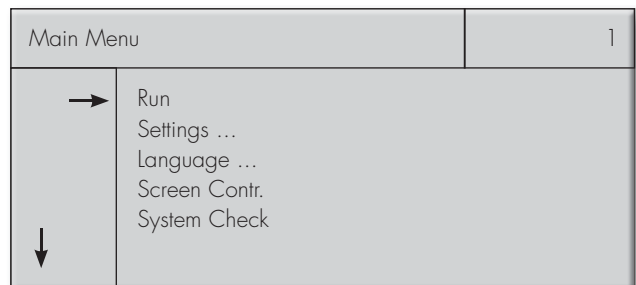 Main Menu 1
Run
Settings ...
Language ...
Screen Contr.
System Check